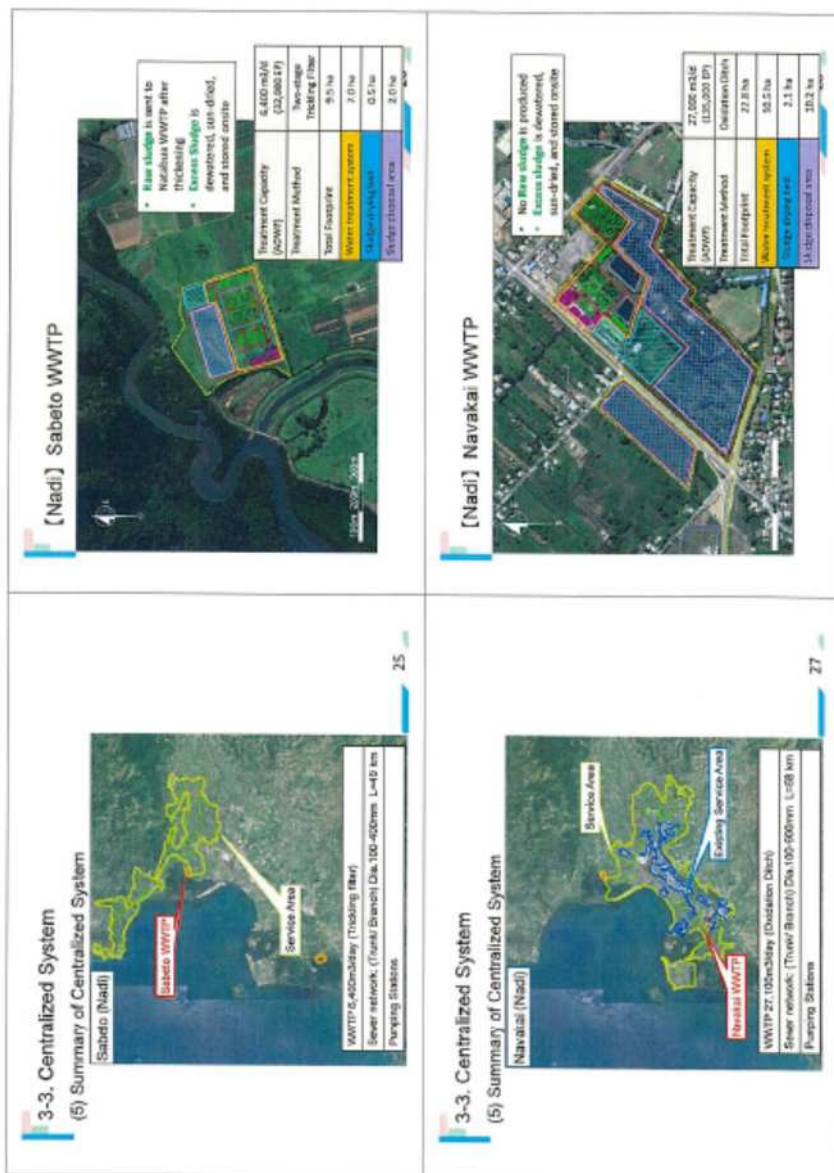 3-3. Centralized System
(5) Summary of Centralized System
Sabeto (Nadi)
Sabeto WWTP
Service Area
WWTP 6,400m3/day (Trickling filter)
Sewer network: (Trunk/ Branch) Dia.100-400mm L=49 km
Pumping Stations
25
【Nadi】 Sabeto WWTP
• Raw sludge is sent to
Natabua WWTP after
thickening
• Excess Sludge is
dewatered, sun-dried,
and stored onsite
Treatment Capacity 6,400 m3/d
(ADWF) (32,000 EP)
Treatment Method Two-stage
Trickling Filter
Total Footprint 9.5 ha
Water treatment system 7.0 ha
Sludge drying bed 0.5 ha
Sludge disposal area 2.0 ha
3-3. Centralized System
(5) Summary of Centralized System
Navakai (Nadi)
Service Area
Existing Service Area
Navakai WWTP
WWTP 27,100m3/day (Oxidation Ditch)
Sewer network: (Trunk/ Branch) Dia.100-900mm L=68 km
Pumping Stations
27
【Nadi】 Navakai WWTP
• No Raw sludge is produced
• Excess sludge is dewatered,
sun-dried, and stored onsite
Treatment Capacity 27,000 m3/d
(ADWF) (135,000 EP)
Treatment Method Oxidation Ditch
Total Footprint 22.8 ha
Water treatment system 10.5 ha
Sludge drying bed 2.1 ha
Sludge disposal area 10.2 ha